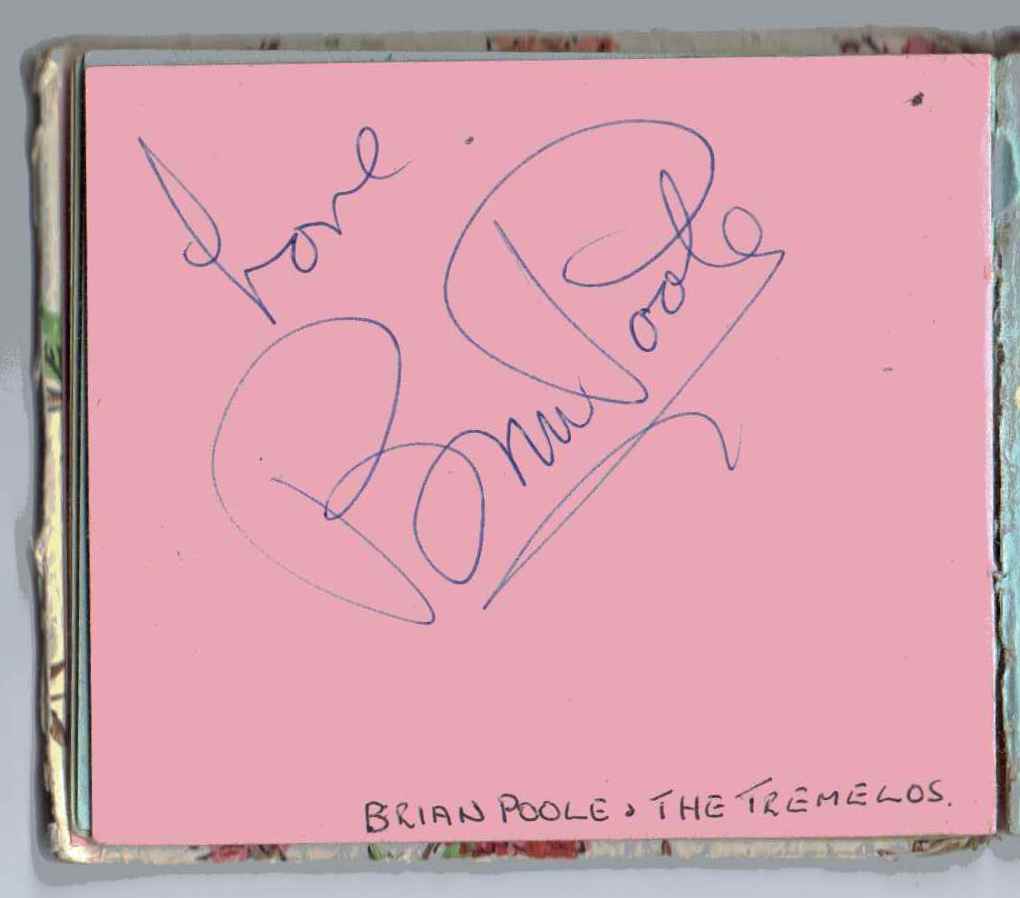 Love
Brian Poole
BRIAN POOLE & THE TREMELOS.